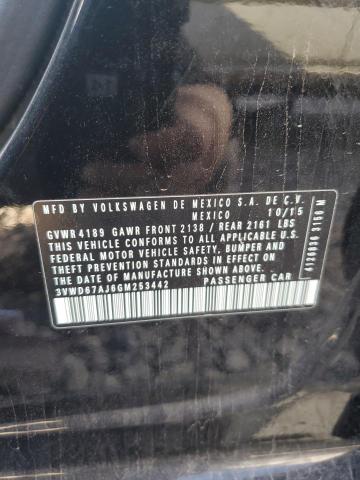 MFD BY VOLKSWAGEN DE MEXICO S.A. DE C.V.
MEXICO 10/15
GVWR 4189 GAWR FRONT 2138 / REAR 2161 LBS
THIS VEHICLE CONFORMS TO ALL APPLICABLE U.S.
FEDERAL MOTOR VEHICLE SAFETY, BUMPER AND
THEFT PREVENTION STANDARDS IN EFFECT ON
THE DATE OF MANUFACTURE SHOWN ABOVE
3VWD67AJ6GM253442 PASSENGER CAR
4126036 3156 M